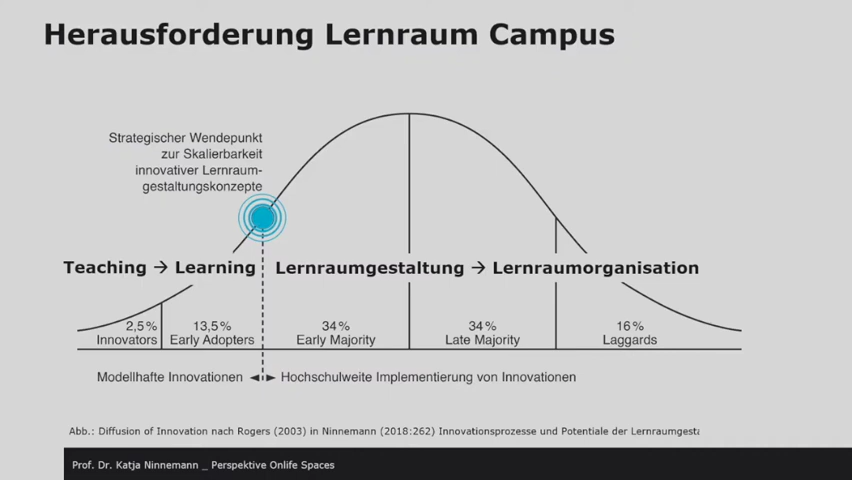 Herausforderung Lernraum Campus
Strategischer Wendepunkt
zur Skalierbarkeit
innovativer Lernraum-
gestaltungskonzepte
Teaching → Learning
Lernraumgestaltung → Lernraumorganisation
2,5 %
Innovators
13,5 %
Early Adopters
34 %
Early Majority
34 %
Late Majority
16 %
Laggards
Modellhafte Innovationen
Hochschulweite Implementierung von Innovationen
Abb.: Diffusion of Innovation nach Rogers (2003) in Ninnemann (2018:262) Innovationsprozesse und Potentiale der Lernraumgesta
Prof. Dr. Katja Ninnemann _ Perspektive Onlife Spaces